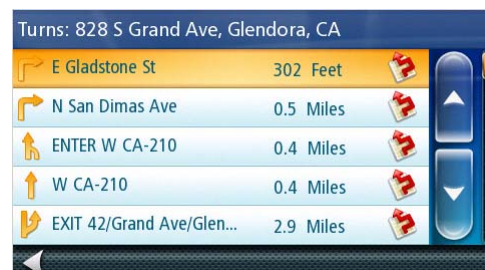 Turns: 828 S Grand Ave, Glendora, CA
E Gladstone St 302 Feet
N San Dimas Ave 0.5 Miles
ENTER W CA-210 0.4 Miles
W CA-210 0.4 Miles
EXIT 42/Grand Ave/Glen... 2.9 Miles